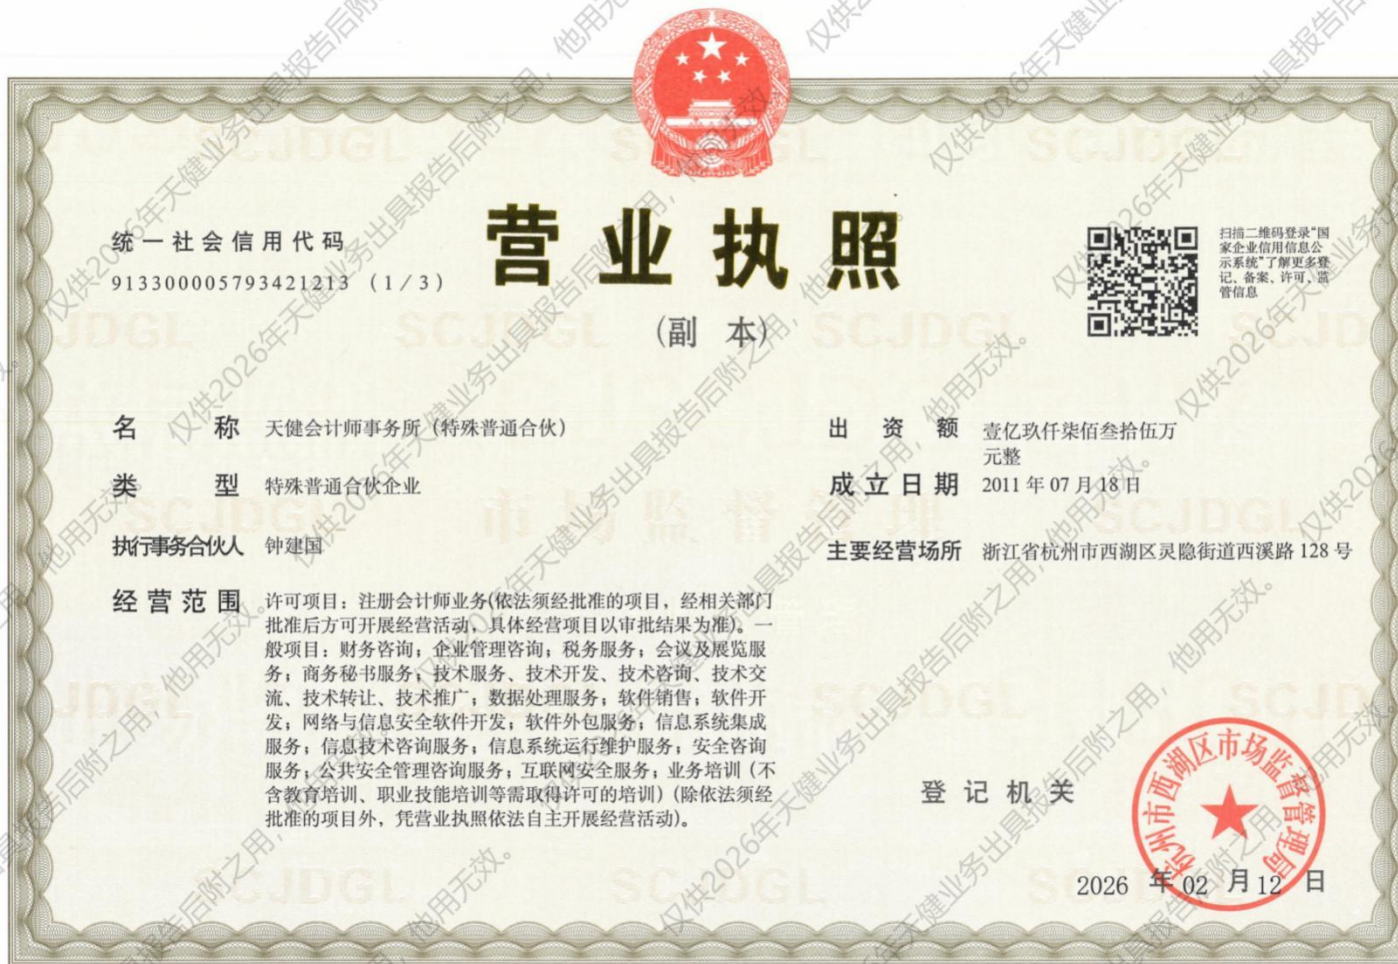 营业执照
(副 本)
统一社会信用代码
913300005793421213 (1/3)
扫描二维码登录“国
家企业信用信息公
示系统”了解更多登
记、备案、许可、监
管信息
名 称 天健会计师事务所（特殊普通合伙）
类 型 特殊普通合伙企业
执行事务合伙人 钟建国
经营范围 许可项目：注册会计师业务(依法须经批准的项目，经相关部门
批准后方可开展经营活动，具体经营项目以审批结果为准)。一
般项目：财务咨询；企业管理咨询；税务服务；会议及展览服
务；商务秘书服务；技术服务、技术开发、技术咨询、技术交
流、技术转让、技术推广；数据处理服务；软件销售；软件开
发；网络与信息安全软件开发；软件外包服务；信息系统集成
服务；信息技术咨询服务；信息系统运行维护服务；安全咨询
服务；公共安全管理咨询服务；互联网安全服务；业务培训（不
含教育培训、职业技能培训等需取得许可的培训）(除依法须经
批准的项目外，凭营业执照依法自主开展经营活动)。
出 资 额 壹亿玖仟柒佰叁拾伍万
元整
成立日期 2011年07月18日
主要经营场所 浙江省杭州市西湖区灵隐街道西溪路128号
登记机关
杭州市西湖区市场监督管理局
2026 年 02 月 12 日
仅供2026年天健业务出具报告后附之用，他用无效。
SCJDGL
市场监督管理